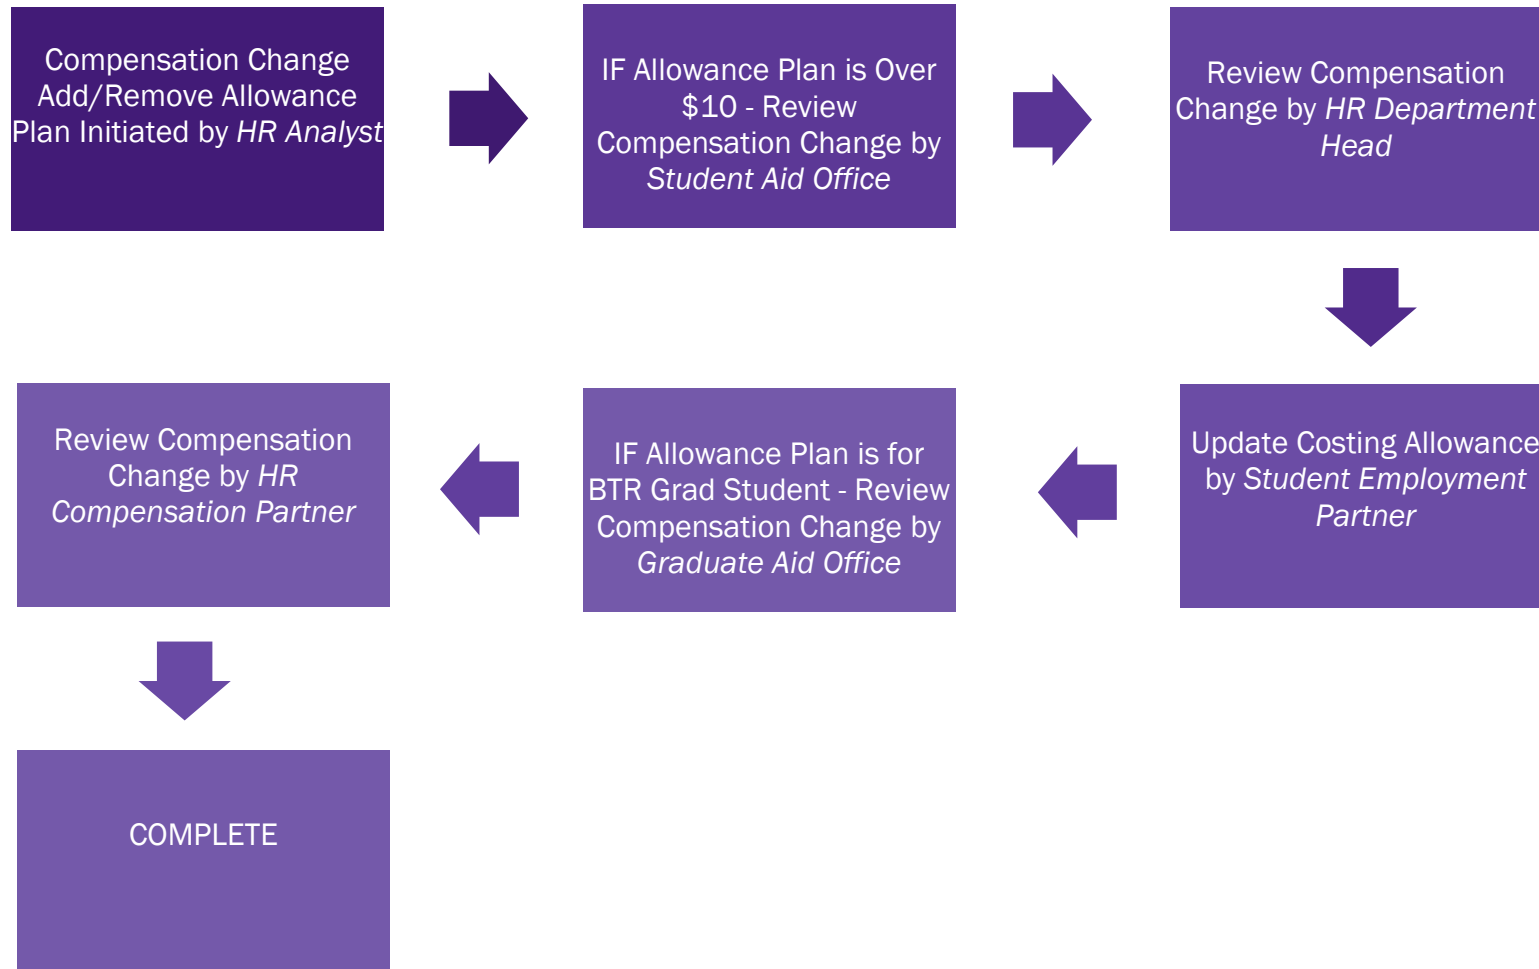 Compensation Change
Add/Remove Allowance
Plan Initiated by HR Analyst
IF Allowance Plan is Over
$10 - Review
Compensation Change by
Student Aid Office
Review Compensation
Change by HR Department
Head
Update Costing Allowance
by Student Employment
Partner
IF Allowance Plan is for
BTR Grad Student - Review
Compensation Change by
Graduate Aid Office
Review Compensation
Change by HR
Compensation Partner
COMPLETE